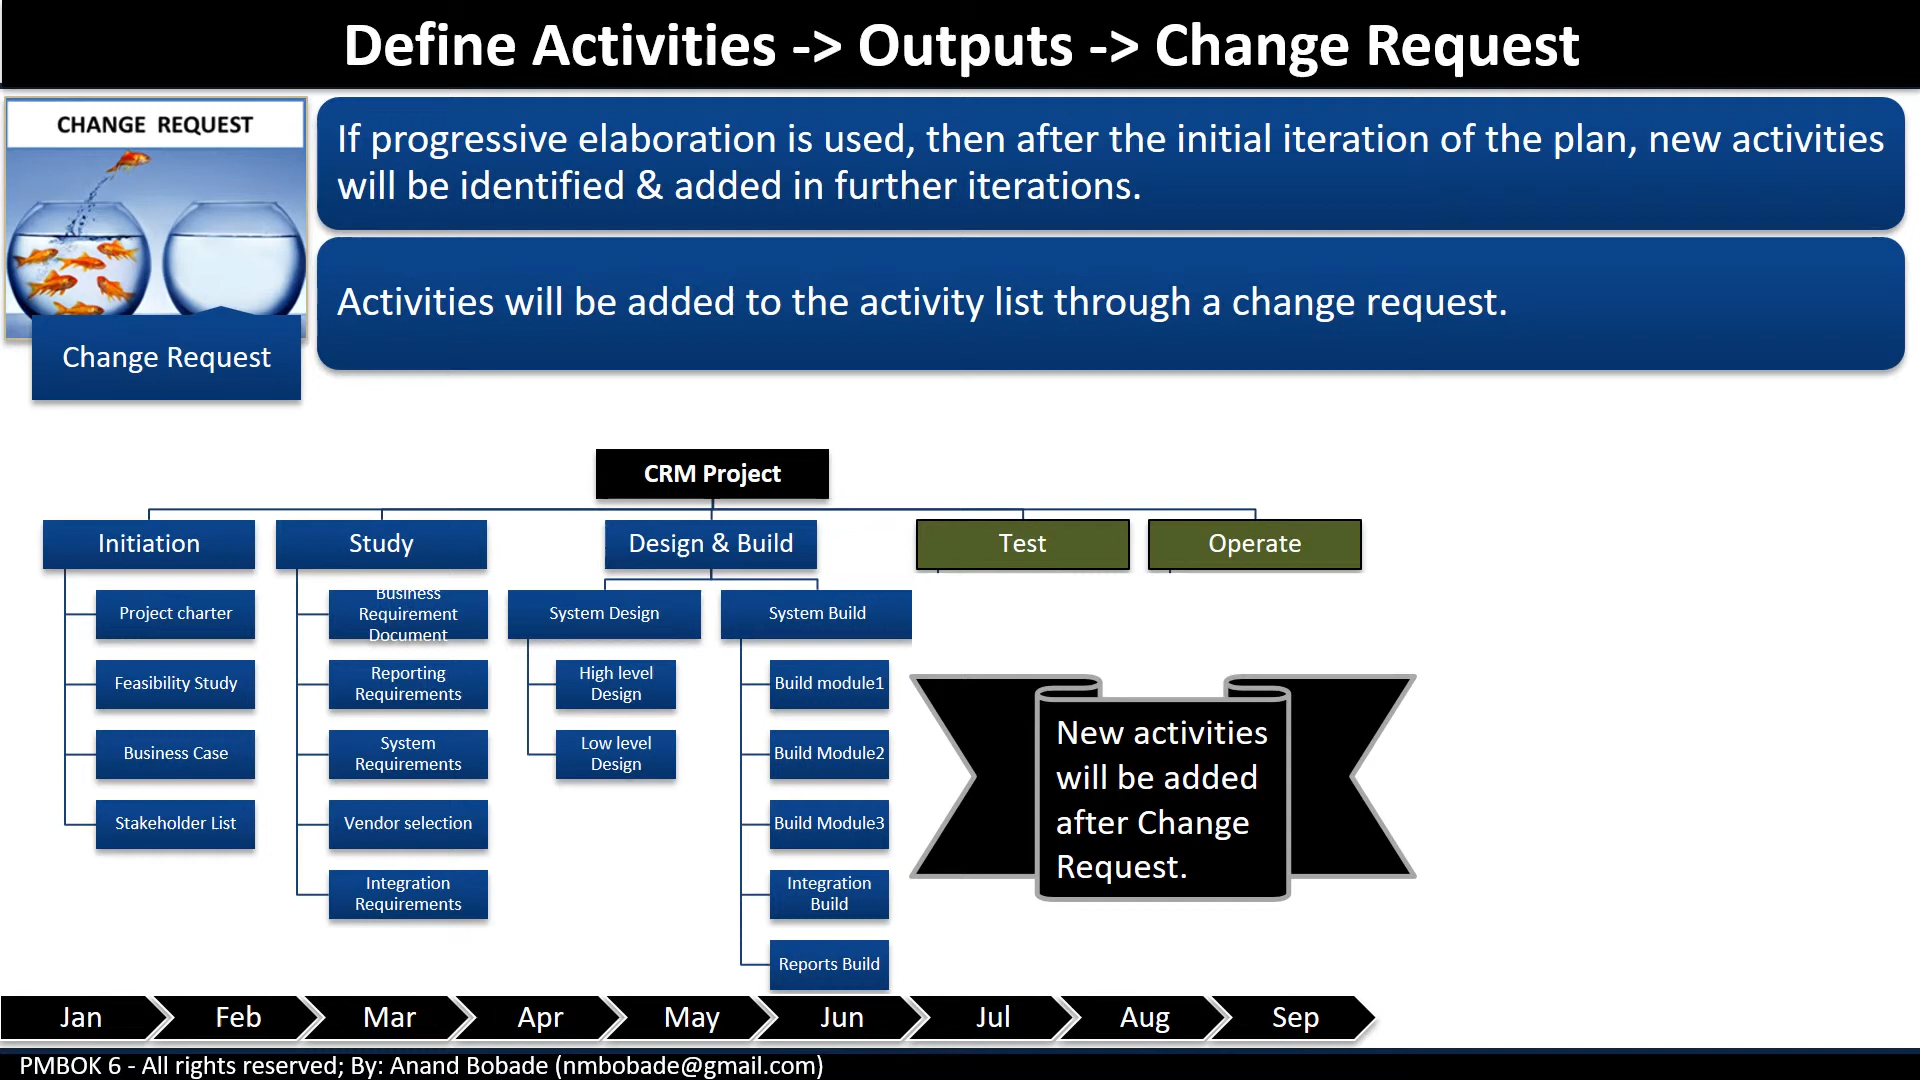 Define Activities -> Outputs -> Change Request
CHANGE REQUEST
Change Request
If progressive elaboration is used, then after the initial iteration of the plan, new activities
will be identified & added in further iterations.
Activities will be added to the activity list through a change request.
CRM Project
Initiation
Project charter
Feasibility Study
Business Case
Stakeholder List
Study
Business
Requirement
Document
Reporting
Requirements
System
Requirements
Vendor selection
Integration
Requirements
Design & Build
System Design
High level
Design
Low level
Design
System Build
Build module1
Build Module2
Build Module3
Integration
Build
Reports Build
Test
Operate
New activities
will be added
after Change
Request.
Jan Feb Mar Apr May Jun Jul Aug Sep
PMBOK 6 - All rights reserved; By: Anand Bobade (nmbobade@gmail.com)